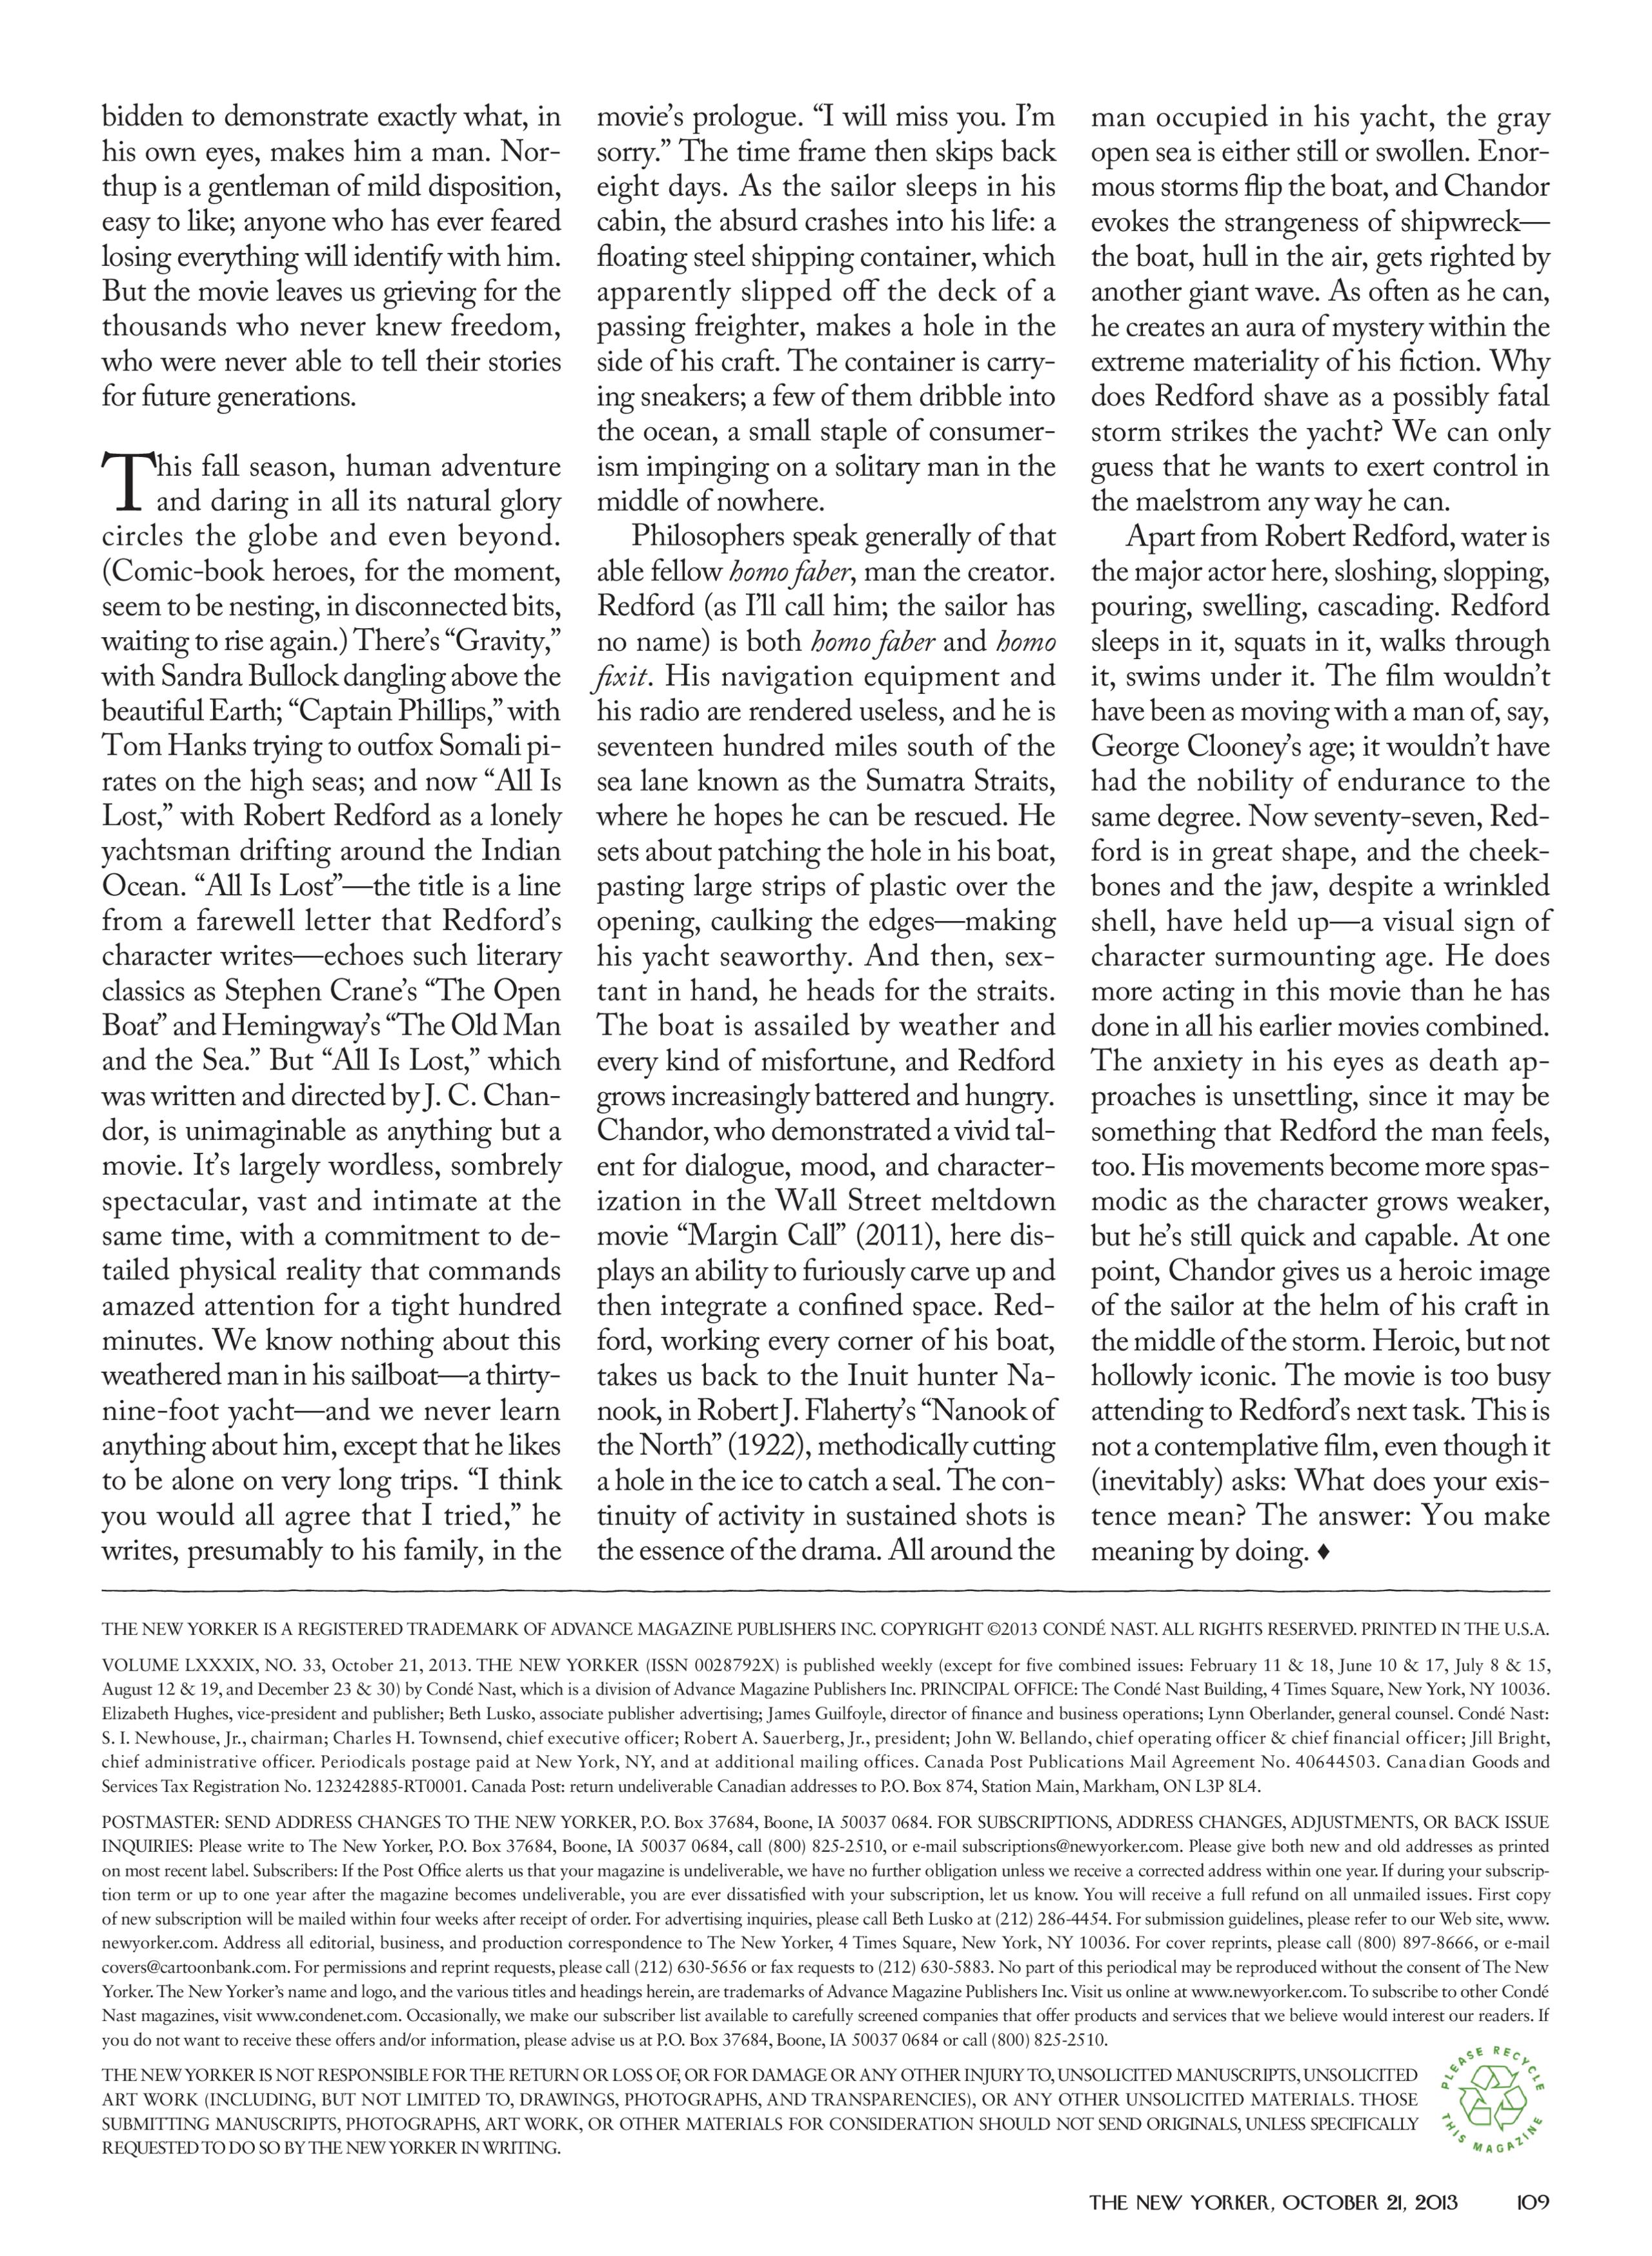 bidden to demonstrate exactly what, in
his own eyes, makes him a man. Nor-
thup is a gentleman of mild disposition,
easy to like; anyone who has ever feared
losing everything will identify with him.
But the movie leaves us grieving for the
thousands who never knew freedom,
who were never able to tell their stories
for future generations.
This fall season, human adventure
and daring in all its natural glory
circles the globe and even beyond.
(Comic-book heroes, for the moment,
seem to be nesting, in disconnected bits,
waiting to rise again.) There’s “Gravity,”
with Sandra Bullock dangling above the
beautiful Earth; “Captain Phillips,” with
Tom Hanks trying to outfox Somali pi-
rates on the high seas; and now “All Is
Lost,” with Robert Redford as a lonely
yachtsman drifting around the Indian
Ocean. “All Is Lost”—the title is a line
from a farewell letter that Redford’s
character writes—echoes such literary
classics as Stephen Crane’s “The Open
Boat” and Hemingway’s “The Old Man
and the Sea.” But “All Is Lost,” which
was written and directed by J. C. Chan-
dor, is unimaginable as anything but a
movie. It’s largely wordless, sombrely
spectacular, vast and intimate at the
same time, with a commitment to de-
tailed physical reality that commands
amazed attention for a tight hundred
minutes. We know nothing about this
weathered man in his sailboat—a thirty-
nine-foot yacht—and we never learn
anything about him, except that he likes
to be alone on very long trips. “I think
you would all agree that I tried,” he
writes, presumably to his family, in the
movie’s prologue. “I will miss you. I’m
sorry.” The time frame then skips back
eight days. As the sailor sleeps in his
cabin, the absurd crashes into his life: a
floating steel shipping container, which
apparently slipped off the deck of a
passing freighter, makes a hole in the
side of his craft. The container is carry-
ing sneakers; a few of them dribble into
the ocean, a small staple of consumer-
ism impinging on a solitary man in the
middle of nowhere.
Philosophers speak generally of that
able fellow homo faber, man the creator.
Redford (as I’ll call him; the sailor has
no name) is both homo faber and homo
fixit. His navigation equipment and
his radio are rendered useless, and he is
seventeen hundred miles south of the
sea lane known as the Sumatra Straits,
where he hopes he can be rescued. He
sets about patching the hole in his boat,
pasting large strips of plastic over the
opening, caulking the edges—making
his yacht seaworthy. And then, sex-
tant in hand, he heads for the straits.
The boat is assailed by weather and
every kind of misfortune, and Redford
grows increasingly battered and hungry.
Chandor, who demonstrated a vivid tal-
ent for dialogue, mood, and character-
ization in the Wall Street meltdown
movie “Margin Call” (2011), here dis-
plays an ability to furiously carve up and
then integrate a confined space. Red-
ford, working every corner of his boat,
takes us back to the Inuit hunter Na-
nook, in Robert J. Flaherty’s “Nanook of
the North” (1922), methodically cutting
a hole in the ice to catch a seal. The con-
tinuity of activity in sustained shots is
the essence of the drama. All around the
man occupied in his yacht, the gray
open sea is either still or swollen. Enor-
mous storms flip the boat, and Chandor
evokes the strangeness of shipwreck—
the boat, hull in the air, gets righted by
another giant wave. As often as he can,
he creates an aura of mystery within the
extreme materiality of his fiction. Why
does Redford shave as a possibly fatal
storm strikes the yacht? We can only
guess that he wants to exert control in
the maelstrom any way he can.
Apart from Robert Redford, water is
the major actor here, sloshing, slopping,
pouring, swelling, cascading. Redford
sleeps in it, squats in it, walks through
it, swims under it. The film wouldn’t
have been as moving with a man of, say,
George Clooney’s age; it wouldn’t have
had the nobility of endurance to the
same degree. Now seventy-seven, Red-
ford is in great shape, and the cheek-
bones and the jaw, despite a wrinkled
shell, have held up—a visual sign of
character surmounting age. He does
more acting in this movie than he has
done in all his earlier movies combined.
The anxiety in his eyes as death ap-
proaches is unsettling, since it may be
something that Redford the man feels,
too. His movements become more spas-
modic as the character grows weaker,
but he’s still quick and capable. At one
point, Chandor gives us a heroic image
of the sailor at the helm of his craft in
the middle of the storm. Heroic, but not
hollowly iconic. The movie is too busy
attending to Redford’s next task. This is
not a contemplative film, even though it
(inevitably) asks: What does your exis-
tence mean? The answer: You make
meaning by doing. ♦
THE NEW YORKER IS A REGISTERED TRADEMARK OF ADVANCE MAGAZINE PUBLISHERS INC. COPYRIGHT ©2013 CONDÉ NAST. ALL RIGHTS RESERVED. PRINTED IN THE U.S.A.
VOLUME LXXXIX, NO. 33, October 21, 2013. THE NEW YORKER (ISSN 0028792X) is published weekly (except for five combined issues: February 11 & 18, June 10 & 17, July 8 & 15,
August 12 & 19, and December 23 & 30) by Condé Nast, which is a division of Advance Magazine Publishers Inc. PRINCIPAL OFFICE: The Condé Nast Building, 4 Times Square, New York, NY 10036.
Elizabeth Hughes, vice-president and publisher; Beth Lusko, associate publisher advertising; James Guilfoyle, director of finance and business operations; Lynn Oberlander, general counsel. Condé Nast:
S. I. Newhouse, Jr., chairman; Charles H. Townsend, chief executive officer; Robert A. Sauerberg, Jr., president; John W. Bellando, chief operating officer & chief financial officer; Jill Bright,
chief administrative officer. Periodicals postage paid at New York, NY, and at additional mailing offices. Canada Post Publications Mail Agreement No. 40644503. Canadian Goods and
Services Tax Registration No. 123242885-RT0001. Canada Post: return undeliverable Canadian addresses to P.O. Box 874, Station Main, Markham, ON L3P 8L4.
POSTMASTER: SEND ADDRESS CHANGES TO THE NEW YORKER, P.O. Box 37684, Boone, IA 50037 0684. FOR SUBSCRIPTIONS, ADDRESS CHANGES, ADJUSTMENTS, OR BACK ISSUE
INQUIRIES: Please write to The New Yorker, P.O. Box 37684, Boone, IA 50037 0684, call (800) 825-2510, or e-mail subscriptions@newyorker.com. Please give both new and old addresses as printed
on most recent label. Subscribers: If the Post Office alerts us that your magazine is undeliverable, we have no further obligation unless we receive a corrected address within one year. If during your subscrip-
tion term or up to one year after the magazine becomes undeliverable, you are ever dissatisfied with your subscription, let us know. You will receive a full refund on all unmailed issues. First copy
of new subscription will be mailed within four weeks after receipt of order. For advertising inquiries, please call Beth Lusko at (212) 286-4454. For submission guidelines, please refer to our Web site, www.
newyorker.com. Address all editorial, business, and production correspondence to The New Yorker, 4 Times Square, New York, NY 10036. For cover reprints, please call (800) 897-8666, or e-mail
covers@cartoonbank.com. For permissions and reprint requests, please call (212) 630-5656 or fax requests to (212) 630-5883. No part of this periodical may be reproduced without the consent of The New
Yorker. The New Yorker’s name and logo, and the various titles and headings herein, are trademarks of Advance Magazine Publishers Inc. Visit us online at www.newyorker.com. To subscribe to other Condé
Nast magazines, visit www.condenet.com. Occasionally, we make our subscriber list available to carefully screened companies that offer products and services that we believe would interest our readers. If
you do not want to receive these offers and/or information, please advise us at P.O. Box 37684, Boone, IA 50037 0684 or call (800) 825-2510.
THE NEW YORKER IS NOT RESPONSIBLE FOR THE RETURN OR LOSS OF, OR FOR DAMAGE OR ANY OTHER INJURY TO, UNSOLICITED MANUSCRIPTS, UNSOLICITED
ART WORK (INCLUDING, BUT NOT LIMITED TO, DRAWINGS, PHOTOGRAPHS, AND TRANSPARENCIES), OR ANY OTHER UNSOLICITED MATERIALS. THOSE
SUBMITTING MANUSCRIPTS, PHOTOGRAPHS, ART WORK, OR OTHER MATERIALS FOR CONSIDERATION SHOULD NOT SEND ORIGINALS, UNLESS SPECIFICALLY
REQUESTED TO DO SO BY THE NEW YORKER IN WRITING.
PLEASE RECYCLE
THIS MAGAZINE
THE NEW YORKER, OCTOBER 21, 2013 109